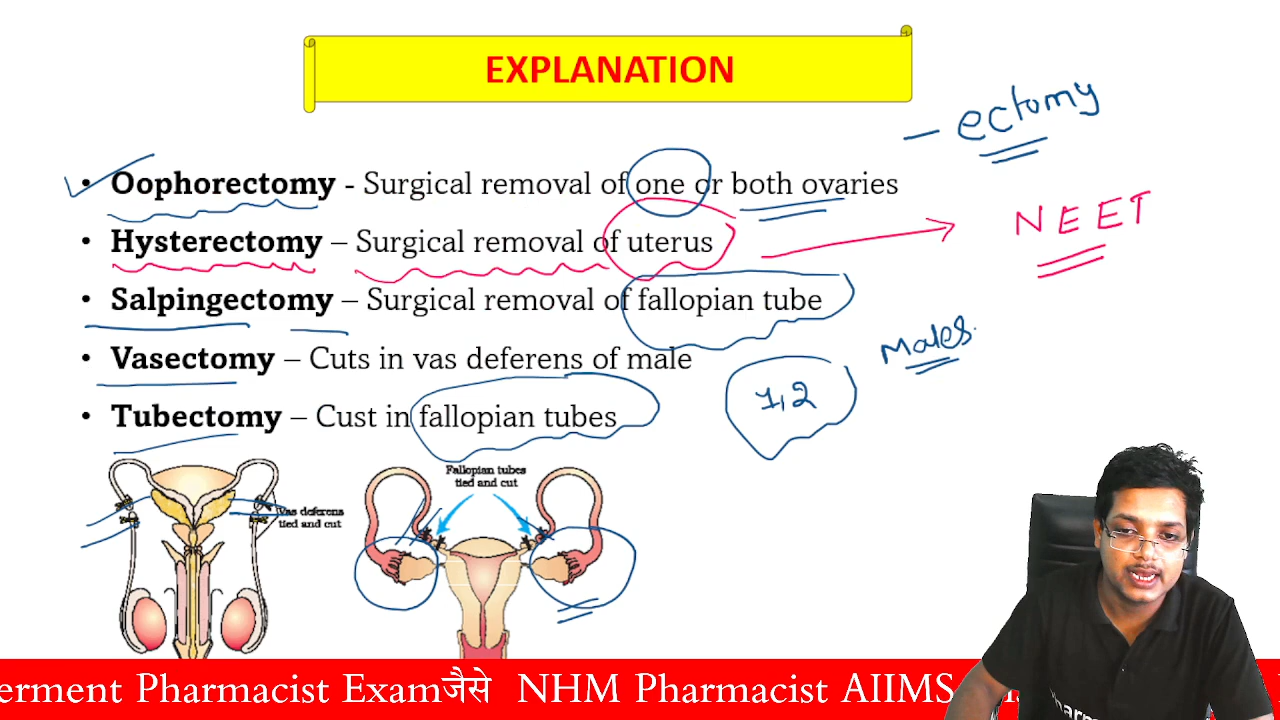 EXPLANATION
– ectomy
• Oophorectomy - Surgical removal of one or both ovaries
• Hysterectomy – Surgical removal of uterus
NEET
• Salpingectomy – Surgical removal of fallopian tube
• Vasectomy – Cuts in vas deferens of male
Males
1,2
• Tubectomy – Cust in fallopian tubes
Vas deferens
tied and cut
Fallopian tubes
tied and cut
erment Pharmacist Examजैसे NHM Pharmacist AIIMS